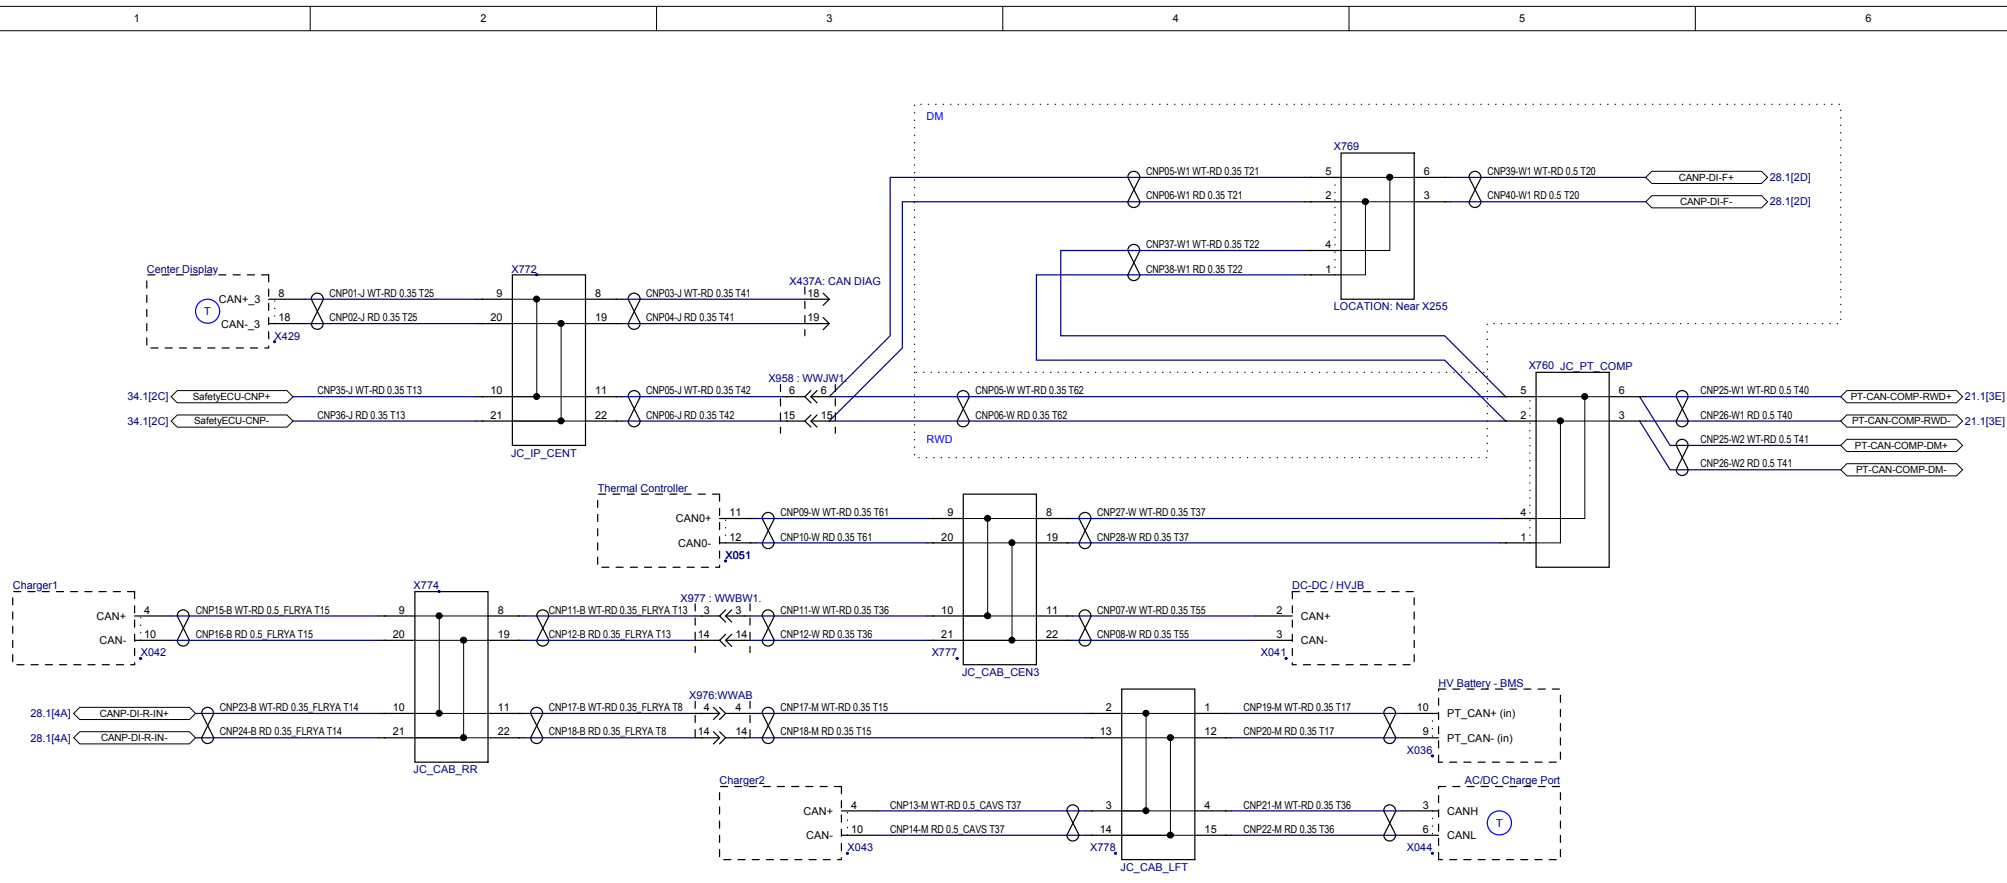 1 2 3 4 5 6
DM
X769
CNP05-W1 WT-RD 0.35 T21 5 6 CNP39-W1 WT-RD 0.5 T20 CANP-DI-F+ 28.1[2D]
CNP06-W1 RD 0.35 T21 2 3 CNP40-W1 RD 0.5 T20 CANP-DI-F- 28.1[2D]
CNP37-W1 WT-RD 0.35 T22 4
CNP38-W1 RD 0.35 T22 1
LOCATION: Near X255
Center Display X772 X437A: CAN DIAG
T CAN+_3 8 CNP01-J WT-RD 0.35 T25 9 8 CNP03-J WT-RD 0.35 T41 18
CAN-_3 18 CNP02-J RD 0.35 T25 20 19 CNP04-J RD 0.35 T41 19
X429
X958 : WWJW1. X760 JC_PT_COMP
34.1[2C] SafetyECU-CNP+ CNP35-J WT-RD 0.35 T13 10 11 CNP05-J WT-RD 0.35 T42 6 6 CNP05-W WT-RD 0.35 T62 5 6 CNP25-W1 WT-RD 0.5 T40 PT-CAN-COMP-RWD+ 21.1[3E]
34.1[2C] SafetyECU-CNP- CNP36-J RD 0.35 T13 21 22 CNP06-J RD 0.35 T42 15 15 CNP06-W RD 0.35 T62 2 3 CNP26-W1 RD 0.5 T40 PT-CAN-COMP-RWD- 21.1[3E]
RWD CNP25-W2 WT-RD 0.5 T41 PT-CAN-COMP-DM+
JC_IP_CENT CNP26-W2 RD 0.5 T41 PT-CAN-COMP-DM-
Thermal Controller
CAN0+ 11 CNP09-W WT-RD 0.35 T61 9 8 CNP27-W WT-RD 0.35 T37 4
CAN0- 12 CNP10-W RD 0.35 T61 20 19 CNP28-W RD 0.35 T37 1
X051
Charger1 X774 X977 : WWBW1. DC-DC / HVJB
CAN+ 4 CNP15-B WT-RD 0.5_FLRYA T15 9 8 CNP11-B WT-RD 0.35_FLRYA T13 3 3 CNP11-W WT-RD 0.35 T36 10 11 CNP07-W WT-RD 0.35 T55 2 CAN+
CAN- 10 CNP16-B RD 0.5_FLRYA T15 20 19 CNP12-B RD 0.35_FLRYA T13 14 14 CNP12-W RD 0.35 T36 21 22 CNP08-W RD 0.35 T55 3 CAN-
X042 X777 X041
JC_CAB_CEN3
X976:WWAB HV Battery - BMS
28.1[4A] CANP-DI-R-IN+ CNP23-B WT-RD 0.35_FLRYA T14 10 11 CNP17-B WT-RD 0.35_FLRYA T8 4 4 CNP17-M WT-RD 0.35 T15 2 1 CNP19-M WT-RD 0.35 T17 10 PT_CAN+ (in)
28.1[4A] CANP-DI-R-IN- CNP24-B RD 0.35_FLRYA T14 21 22 CNP18-B RD 0.35_FLRYA T8 14 14 CNP18-M RD 0.35 T15 13 12 CNP20-M RD 0.35 T17 9 PT_CAN- (in)
X036
JC_CAB_RR
Charger2 AC/DC Charge Port
CAN+ 4 CNP13-M WT-RD 0.5_CAVS T37 3 4 CNP21-M WT-RD 0.35 T36 3 CANH T
CAN- 10 CNP14-M RD 0.5_CAVS T37 14 15 CNP22-M RD 0.35 T36 6 CANL
X043 X778 X044
JC_CAB_LFT